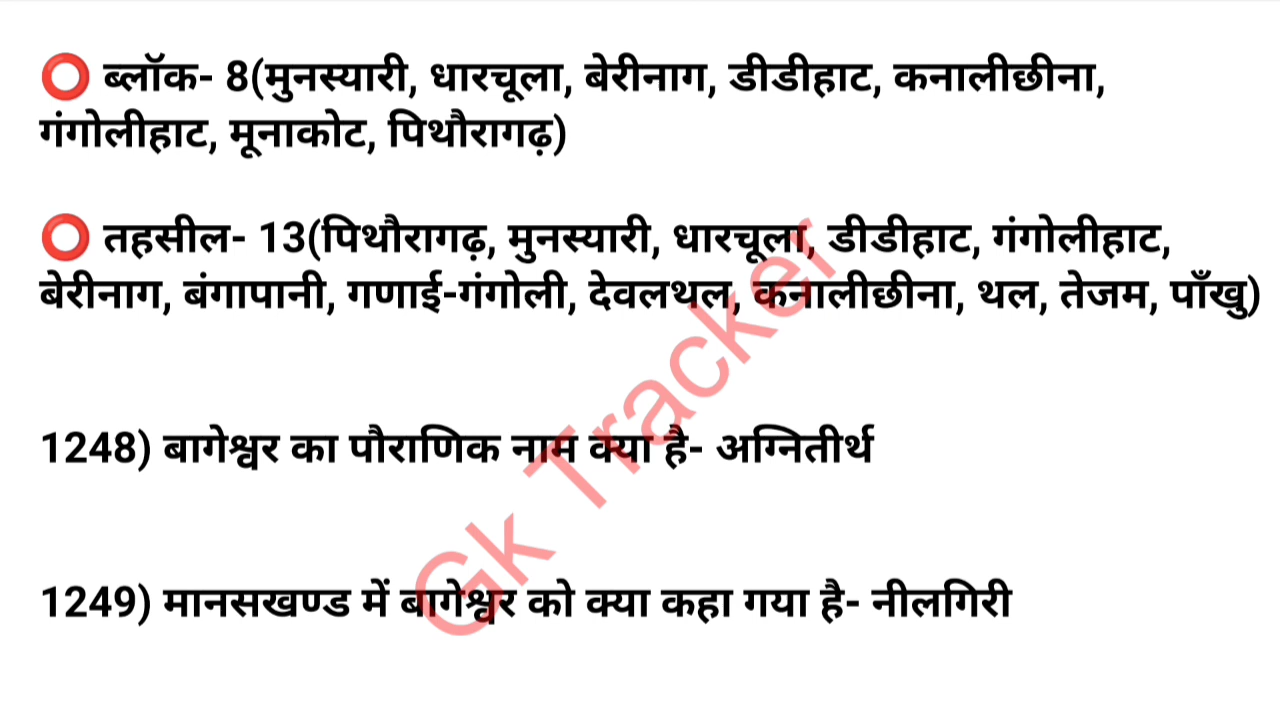 ⭕ ब्लॉक- 8(मुनस्यारी, धारचूला, बेरीनाग, डीडीहाट, कनालीछीना,
गंगोलीहाट, मूनाकोट, पिथौरागढ़)
⭕ तहसील- 13(पिथौरागढ़, मुनस्यारी, धारचूला, डीडीहाट, गंगोलीहाट,
बेरीनाग, बंगापानी, गणाई-गंगोली, देवलथल, कनालीछीना, थल, तेजम, पाँखु)
1248) बागेश्वर का पौराणिक नाम क्या है- अग्नितीर्थ
1249) मानसखण्ड में बागेश्वर को क्या कहा गया है- नीलगिरी
Gk Tracker